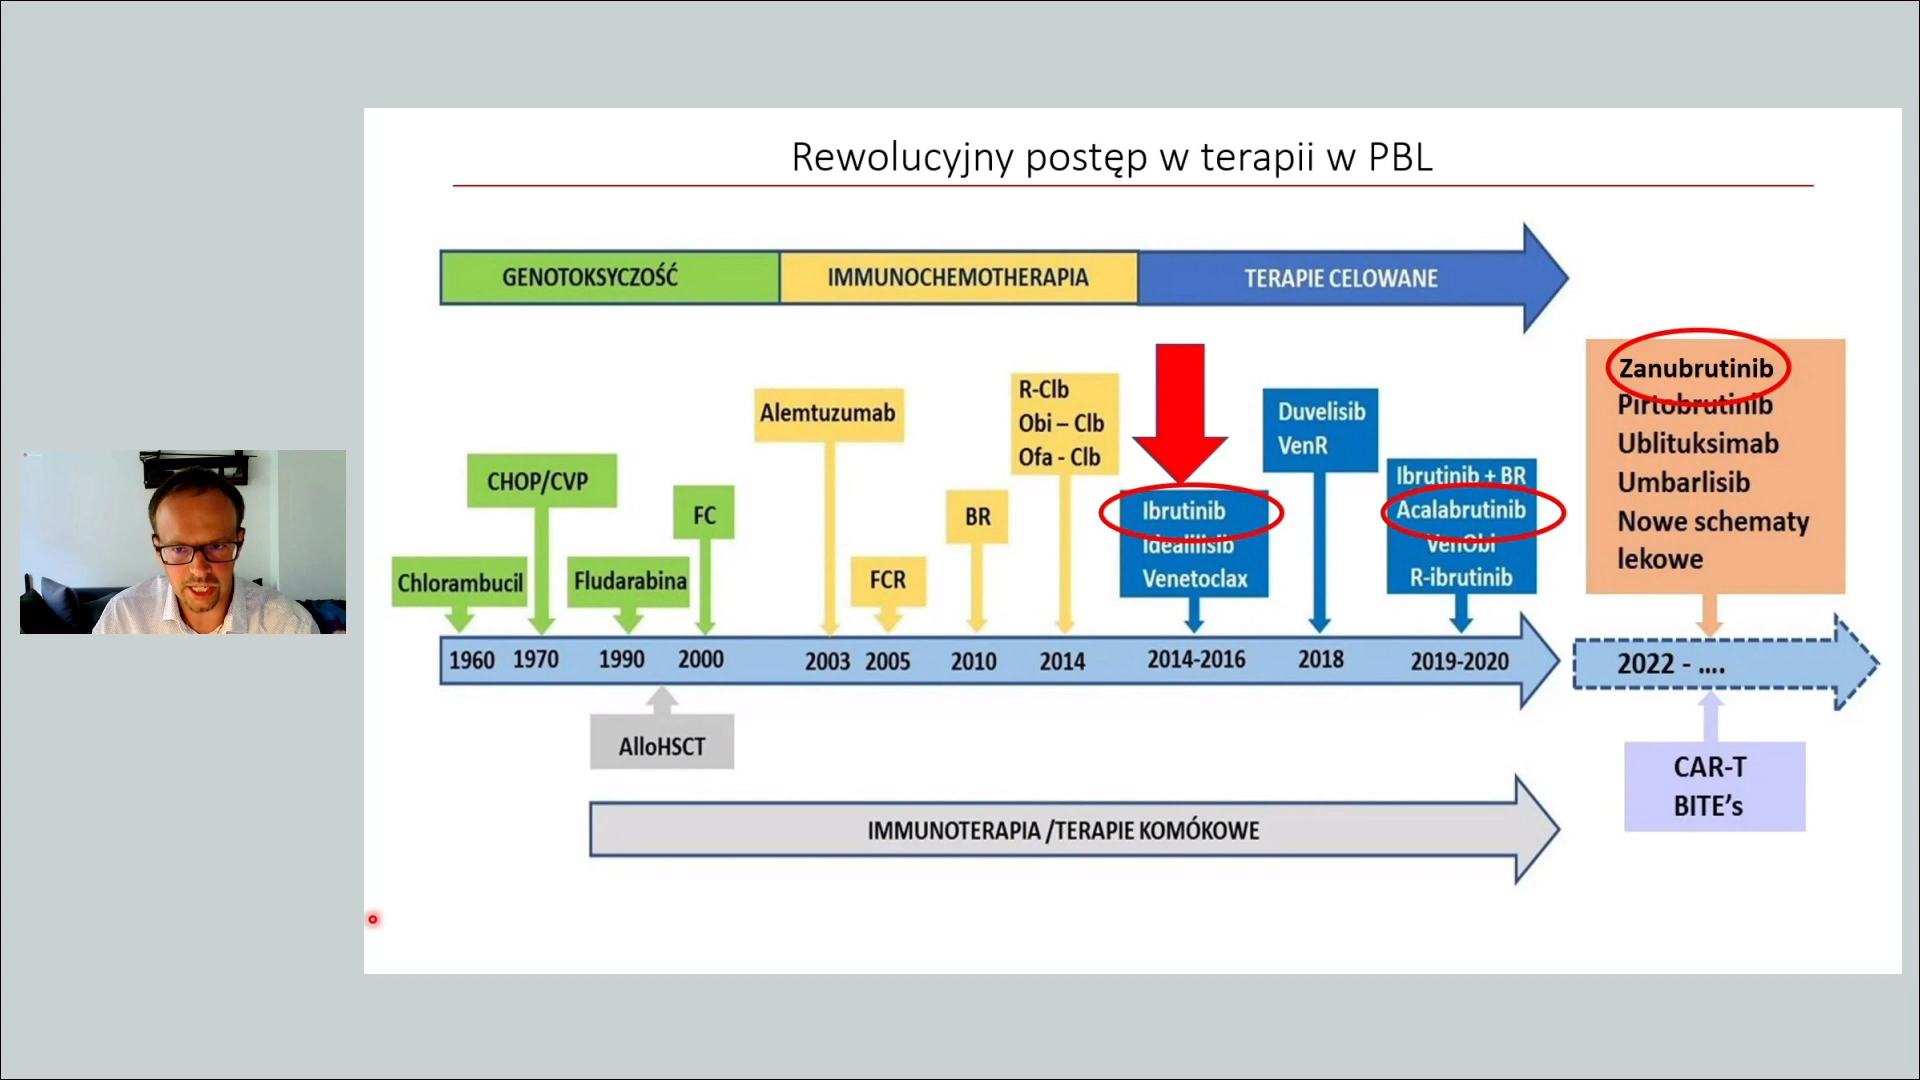 Rewolucyjny postęp w terapii w PBL
GENOTOKSYCZOŚĆ
IMMUNOCHEMOTHERAPIA
TERAPIE CELOWANE
Chlorambucil
CHOP/CVP
Fludarabina
FC
Alemtuzumab
FCR
BR
R-Clb
Obi – Clb
Ofa - Clb
Ibrutinib
Venetoclax
Duvelisib
VenR
Ibrutinib + BR
Acalabrutinib
VenObi
R-ibrutinib
Zanubrutinib
Pirtobrutinib
Ublituksimab
Umbarlisib
Nowe schematy
lekowe
1960 1970 1990 2000 2003 2005 2010 2014 2014-2016 2018 2019-2020
2022 - ....
AlloHSCT
CAR-T
BITE's
IMMUNOTERAPIA /TERAPIE KOMÓKOWE